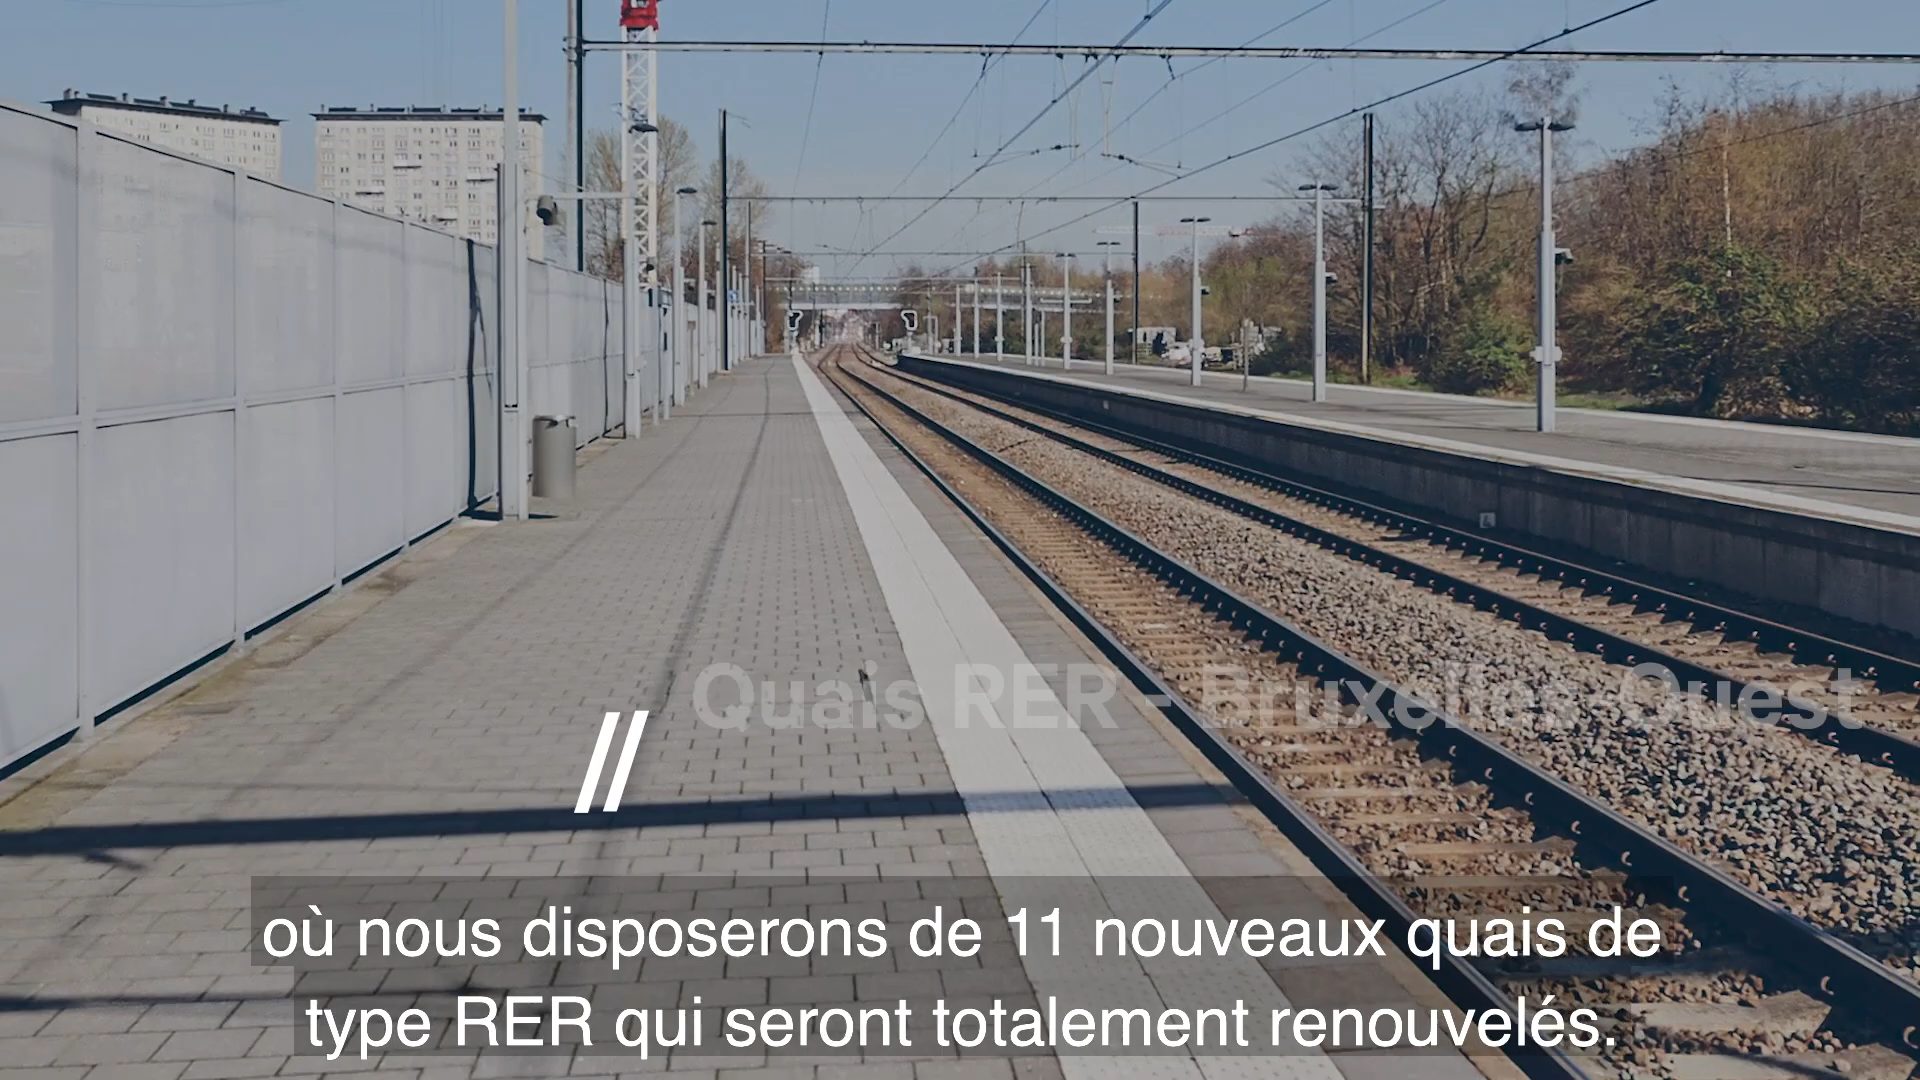 Quais RER - Bruxelles-Ouest
//
où nous disposerons de 11 nouveaux quais de
type RER qui seront totalement renouvelés.